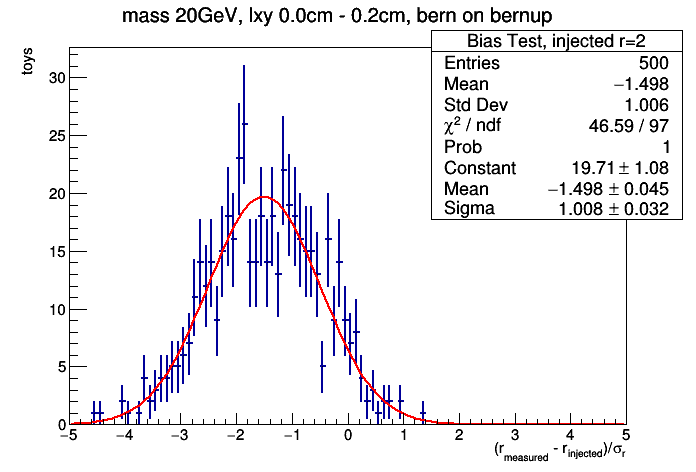 mass 20GeV, lxy 0.0cm - 0.2cm, bern on bernup
Bias Test, injected r=2
Entries 500
Mean −1.498
Std Dev 1.006
χ² / ndf 46.59 / 97
Prob 1
Constant 19.71 ± 1.08
Mean −1.498 ± 0.045
Sigma 1.008 ± 0.032
toys
30
25
20
15
10
5
0
−5 −4 −3 −2 −1 0 1 2 3 4 5
(r_measured - r_injected)/σ_r